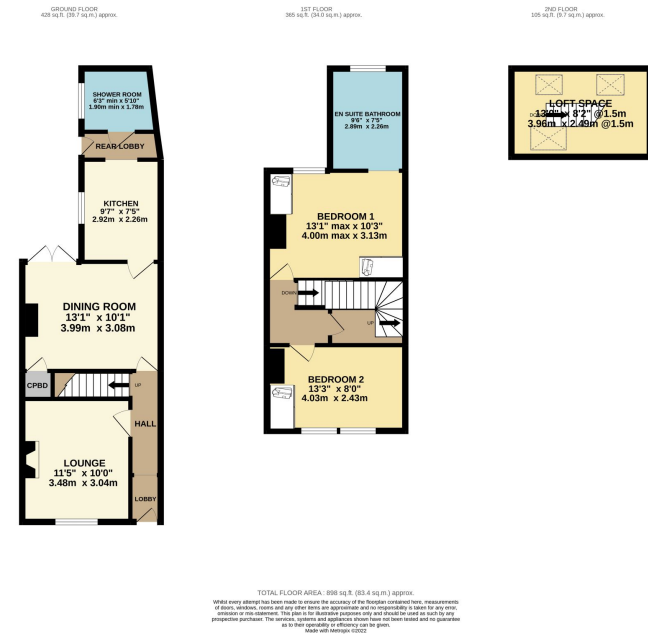 GROUND FLOOR
428 sq.ft. (39.7 sq.m.) approx.
SHOWER ROOM
6'3" min x 5'10"
1.90m min x 1.78m
REAR LOBBY
KITCHEN
9'7" x 7'5"
2.92m x 2.26m
DINING ROOM
13'1" x 10'1"
3.99m x 3.08m
CPBD
UP
HALL
LOUNGE
11'5" x 10'0"
3.48m x 3.04m
LOBBY
1ST FLOOR
365 sq.ft. (34.0 sq.m.) approx.
EN SUITE BATHROOM
9'6" x 7'5"
2.89m x 2.26m
BEDROOM 1
13'1" max x 10'3"
4.00m max x 3.13m
DOWN
UP
BEDROOM 2
13'3" x 8'0"
4.03m x 2.43m
2ND FLOOR
105 sq.ft. (9.7 sq.m.) approx.
LOFT SPACE
13'0" x 8'2" @1.5m
3.96m x 2.49m @1.5m
TOTAL FLOOR AREA : 898 sq.ft. (83.4 sq.m.) approx.
Whilst every attempt has been made to ensure the accuracy of the floorplan contained here, measurements
of doors, windows, rooms and any other items are approximate and no responsibility is taken for any error,
omission or mis-statement. This plan is for illustrative purposes only and should be used as such by any
prospective purchaser. The services, systems and appliances shown have not been tested and no guarantee
as to their operability or efficiency can be given.
Made with Metropix ©2022